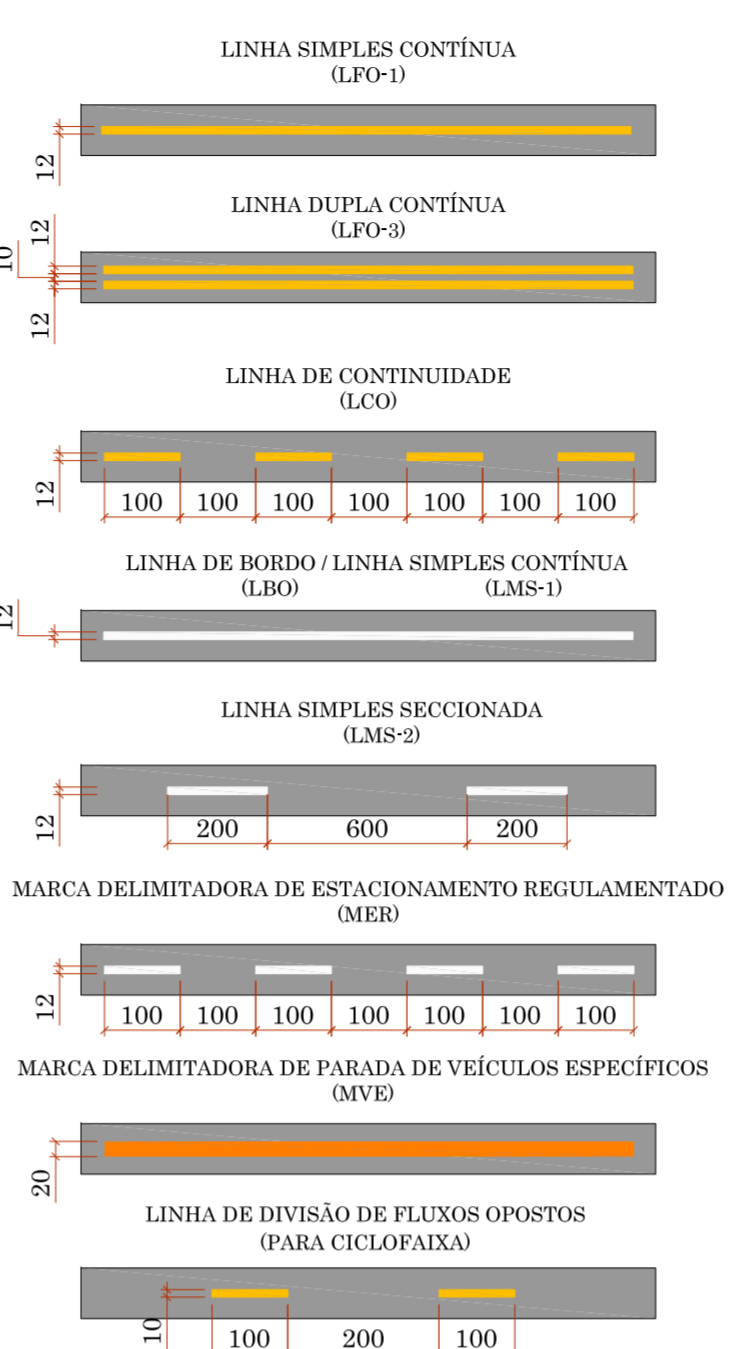 LINHA SIMPLES CONTÍNUA
(LFO-1)
12
LINHA DUPLA CONTÍNUA
(LFO-3)
12
10
12
LINHA DE CONTINUIDADE
(LCO)
12
100 100 100 100 100 100 100
LINHA DE BORDO / LINHA SIMPLES CONTÍNUA
(LBO) (LMS-1)
12
LINHA SIMPLES SECCIONADA
(LMS-2)
12
200 600 200
MARCA DELIMITADORA DE ESTACIONAMENTO REGULAMENTADO
(MER)
12
100 100 100 100 100 100 100
MARCA DELIMITADORA DE PARADA DE VEÍCULOS ESPECÍFICOS
(MVE)
20
LINHA DE DIVISÃO DE FLUXOS OPOSTOS
(PARA CICLOFAIXA)
10
100 200 100